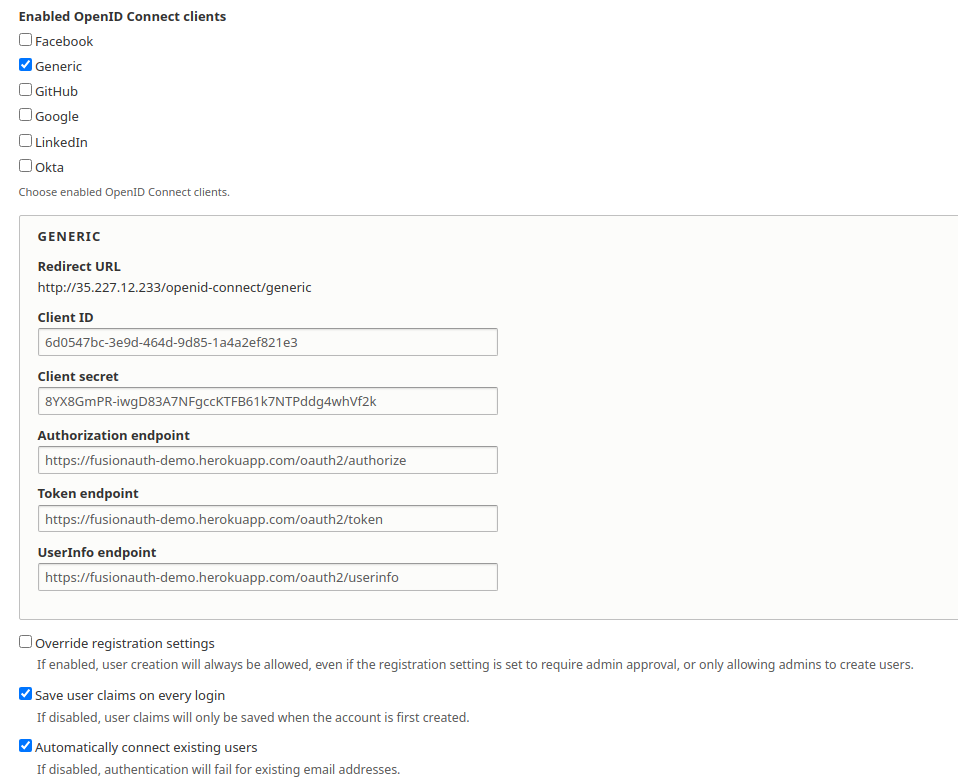 Enabled OpenID Connect clients
Facebook
Generic
GitHub
Google
LinkedIn
Okta
Choose enabled OpenID Connect clients.
GENERIC
Redirect URL
http://35.227.12.233/openid-connect/generic
Client ID
6d0547bc-3e9d-464d-9d85-1a4a2ef821e3
Client secret
8YX8GmPR-iwgD83A7NFgccKTFB61k7NTPddg4whVf2k
Authorization endpoint
https://fusionauth-demo.herokuapp.com/oauth2/authorize
Token endpoint
https://fusionauth-demo.herokuapp.com/oauth2/token
UserInfo endpoint
https://fusionauth-demo.herokuapp.com/oauth2/userinfo
Override registration settings
If enabled, user creation will always be allowed, even if the registration setting is set to require admin approval, or only allowing admins to create users.
Save user claims on every login
If disabled, user claims will only be saved when the account is first created.
Automatically connect existing users
If disabled, authentication will fail for existing email addresses.